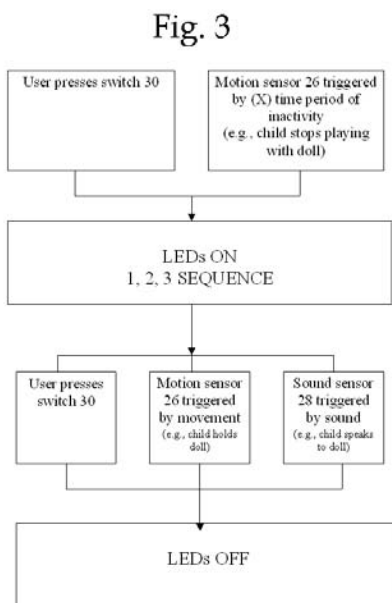 Fig. 3
User presses switch 30
Motion sensor 26 triggered
by (X) time period of
inactivity
(e.g., child stops playing
with doll)
LEDs ON
1, 2, 3 SEQUENCE
User presses
switch 30
Motion sensor
26 triggered
by movement
(e.g., child holds
doll)
Sound sensor
28 triggered
by sound
(e.g., child speaks
to doll)
LEDs OFF